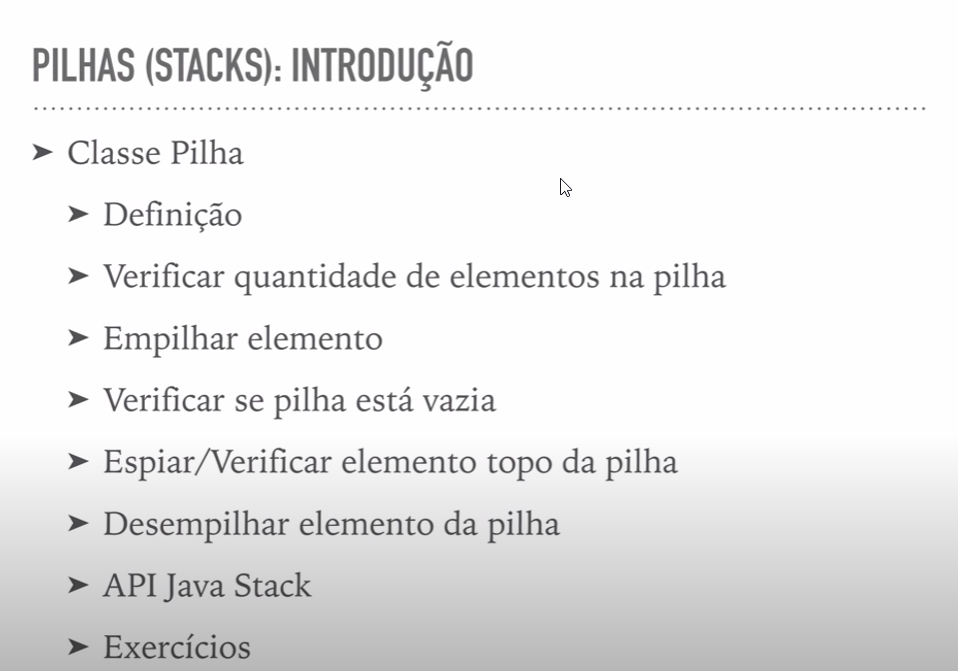 PILHAS (STACKS): INTRODUÇÃO
➤ Classe Pilha
➤ Definição
➤ Verificar quantidade de elementos na pilha
➤ Empilhar elemento
➤ Verificar se pilha está vazia
➤ Espiar/Verificar elemento topo da pilha
➤ Desempilhar elemento da pilha
➤ API Java Stack
➤ Exercícios